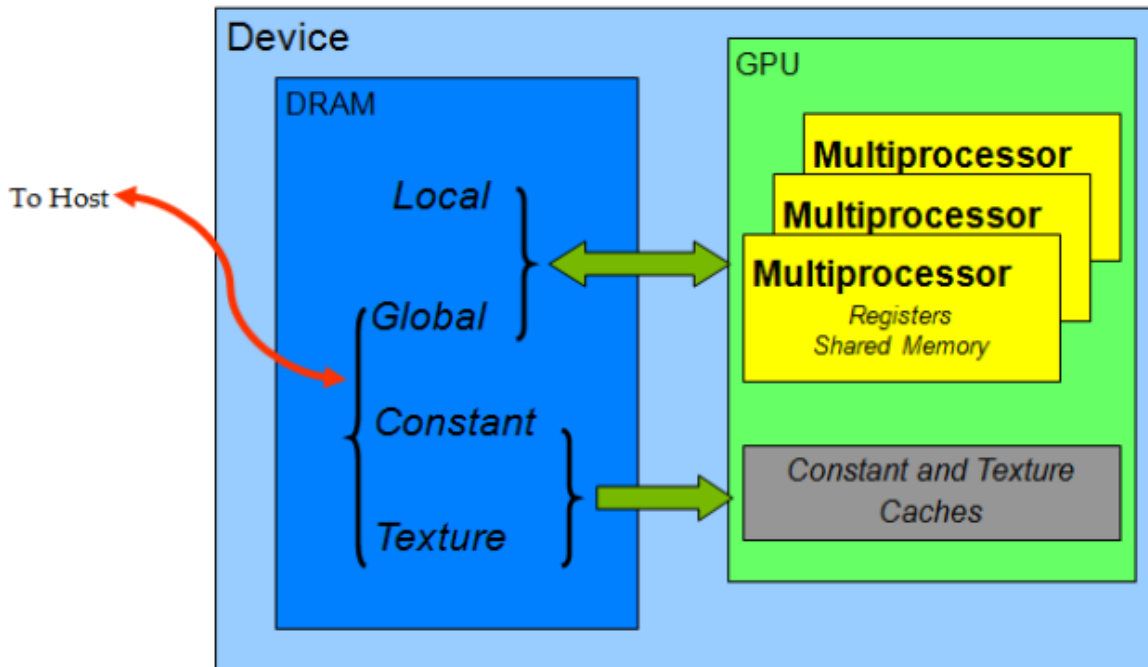 Device
DRAM
GPU
To Host
Local
Global
Constant
Texture
Multiprocessor
Multiprocessor
Multiprocessor
Registers
Shared Memory
Constant and Texture
Caches